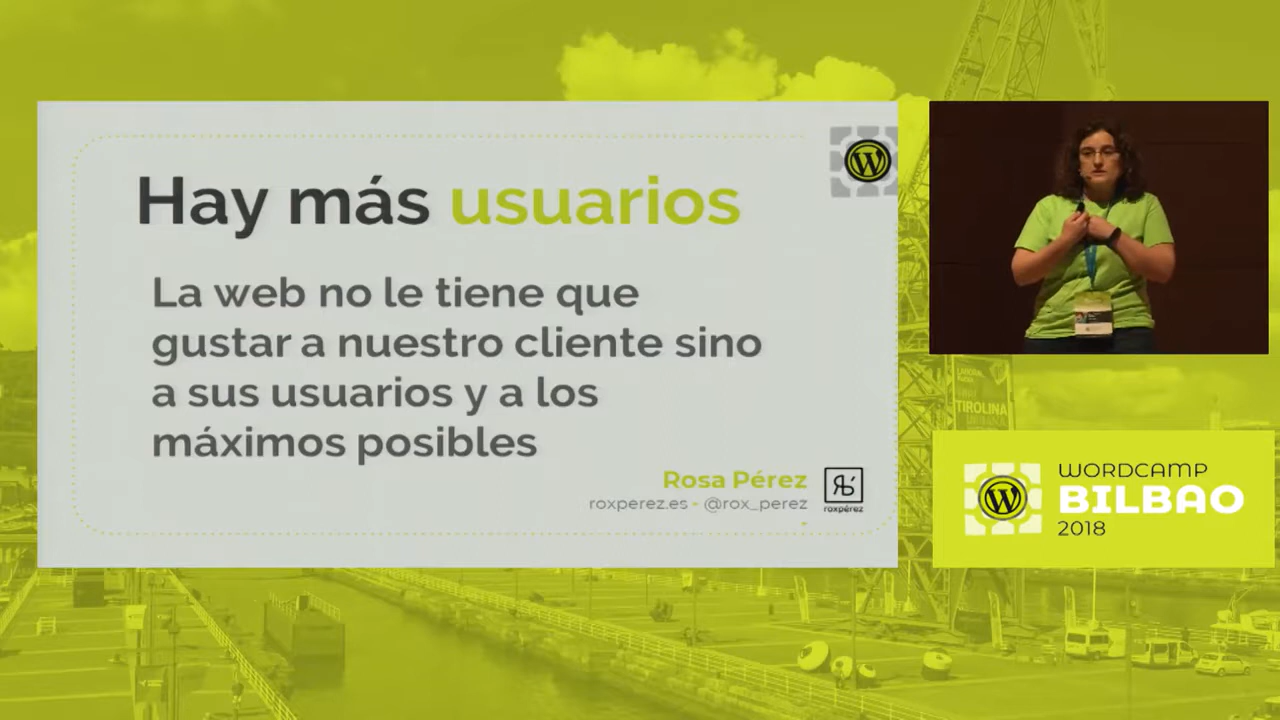 Hay más usuarios
La web no le tiene que
gustar a nuestro cliente sino
a sus usuarios y a los
máximos posibles
Rosa Pérez
roxperez.es - @rox_perez
roxpérez
TIROLINA
WORDCAMP
BILBAO
2018